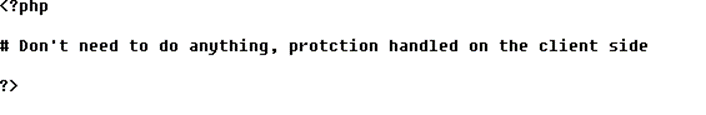 <?php
# Don't need to do anything, protction handled on the client side
?>